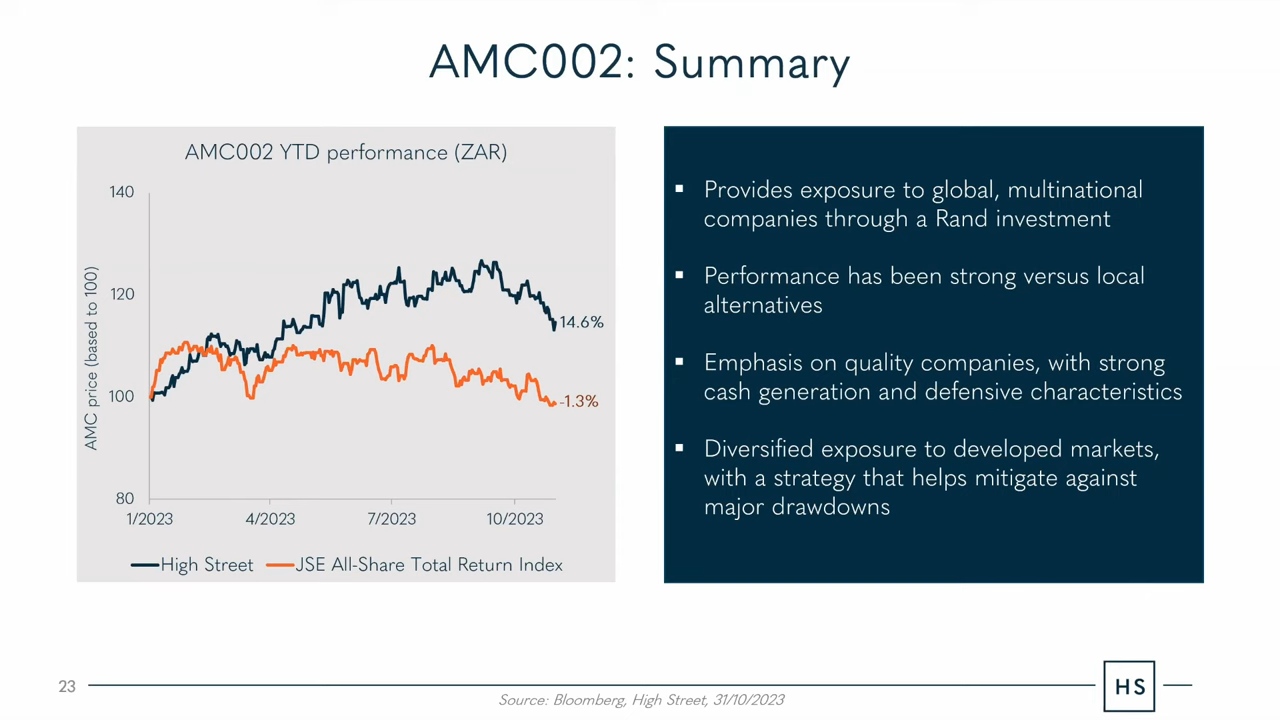 AMC002: Summary
AMC002 YTD performance (ZAR)
AMC price (based to 100)
140
120
100
80
1/2023
4/2023
7/2023
10/2023
14.6%
-1.3%
High Street
JSE All-Share Total Return Index
▪ Provides exposure to global, multinational
companies through a Rand investment
▪ Performance has been strong versus local
alternatives
▪ Emphasis on quality companies, with strong
cash generation and defensive characteristics
▪ Diversified exposure to developed markets,
with a strategy that helps mitigate against
major drawdowns
23
Source: Bloomberg, High Street, 31/10/2023
HS